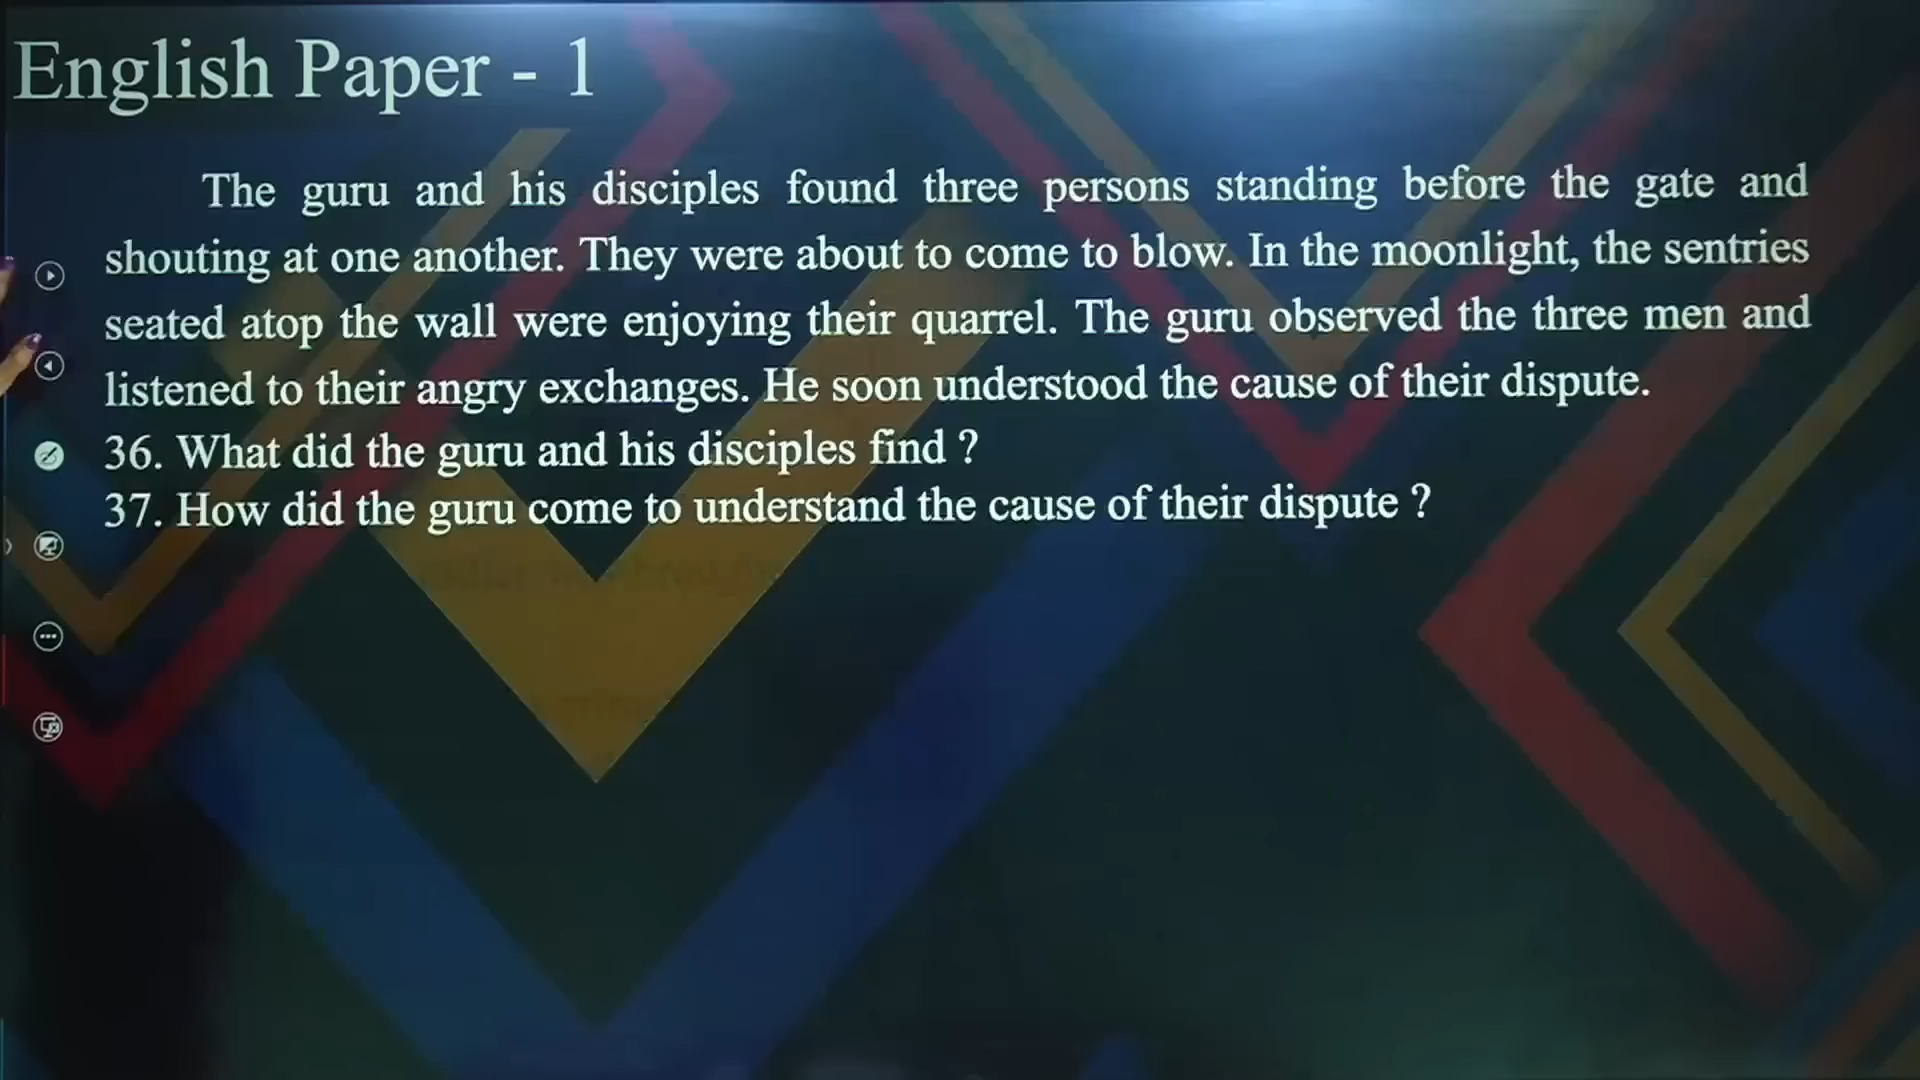 English Paper - 1
The guru and his disciples found three persons standing before the gate and
shouting at one another. They were about to come to blow. In the moonlight, the sentries
seated atop the wall were enjoying their quarrel. The guru observed the three men and
listened to their angry exchanges. He soon understood the cause of their dispute.
36. What did the guru and his disciples find ?
37. How did the guru come to understand the cause of their dispute ?